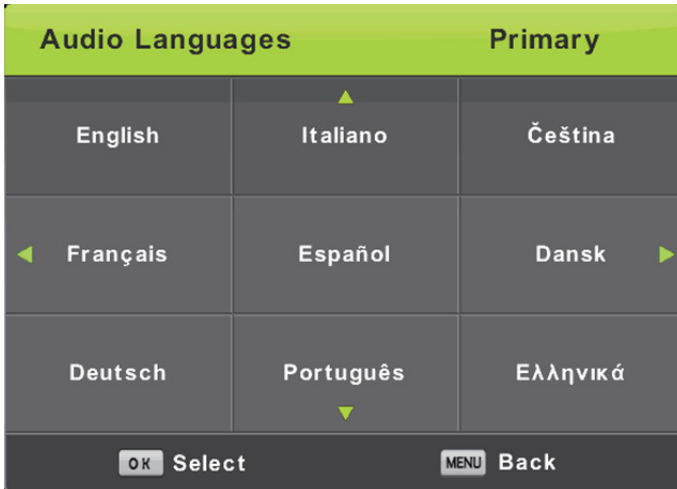 Audio Languages Primary
English Italiano Čeština
Français Español Dansk
Deutsch Português Ελληνικά
OK Select MENU Back